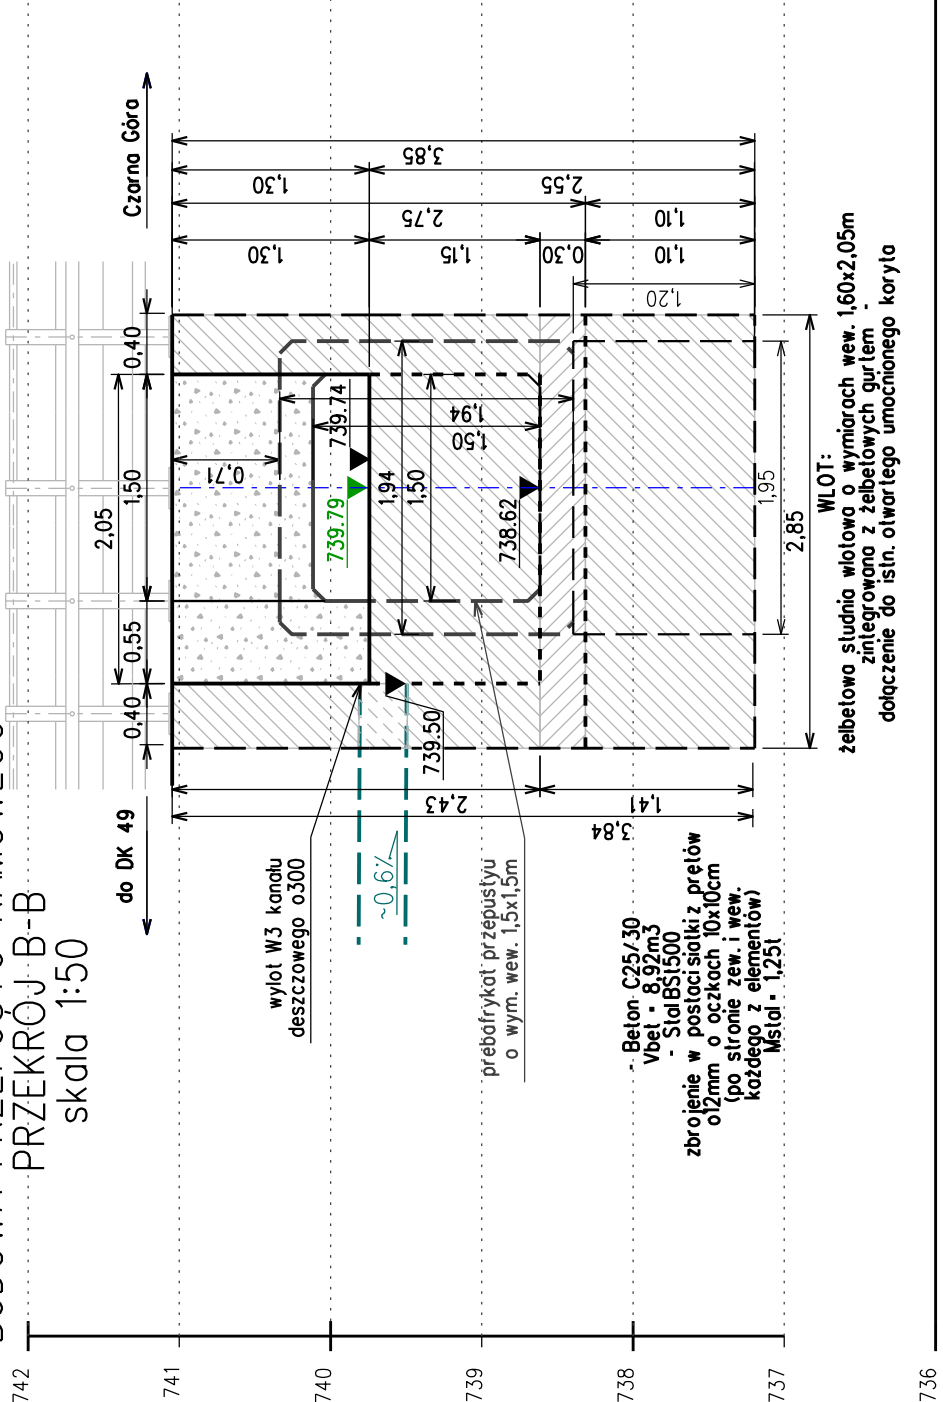 PRZEKRÓJ B-B
skala 1:50
do DK 49
Czarna Góra
0,40
0,55
1,50
0,40
2,05
0,71
1,30
1,30
2,75
1,15
3,85
2,55
0,30
1,10
1,10
1,20
739.79
739.74
1,94
1,50
1,94
1,50
738.62
739.50
2,43
1,41
3,84
1,95
2,85
~0,6%
wylot W3 kanału
deszczowego o300
prebafrykat przepustyu
o wym. wew. 1,5x1,5m
- Beton C25/30
Vbet = 8,92m3
- Stal BSt500
zbrojenie w postaci siatki z prętów
o12mm o oczkach 10x10cm
(po stronie zew. i wew.
każdego z elementów)
Mstal = 1,25t
WLOT:
żelbetowa studnia wlotowa o wymiarach wew. 1,60x2,05m
zintegrowana z żelbetowych gurtem -
dołączenie do istn. otwartego umocnionego koryta
742
741
740
739
738
737
736